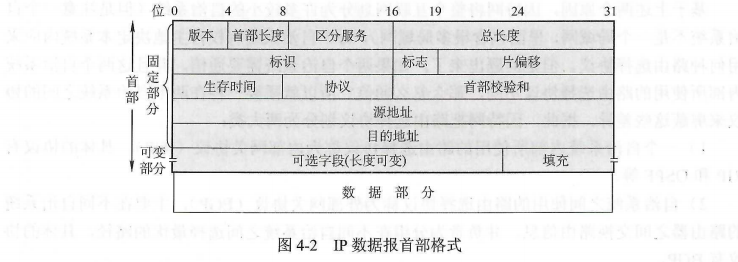 位 0 4 8 16 19 24 31
版本 首部长度 区分服务 总长度
标识 标志 片偏移
生存时间 协议 首部校验和
源地址
目的地址
可选字段(长度可变) 填充
数据部分
首部
固定部分
可变部分
图 4-2 IP 数据报首部格式